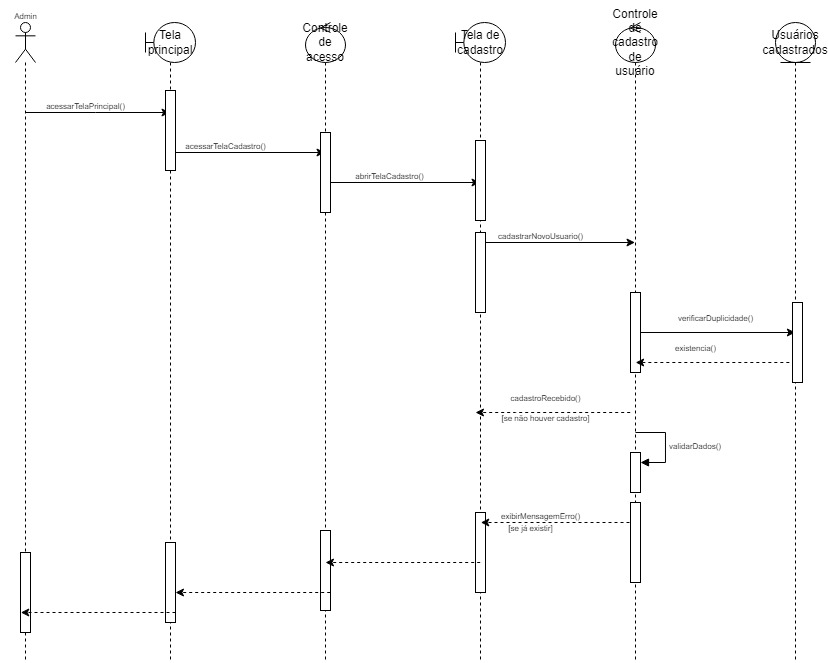 Admin
Tela
principal
Controle
de
acesso
Tela de
cadastro
Controle
de
cadastro
de
usuário
Usuários
cadastrados
acessarTelaPrincipal()
acessarTelaCadastro()
abrirTelaCadastro()
cadastrarNovoUsuario()
verificarDuplicidade()
existencia()
cadastroRecebido()
[se não houver cadastro]
validarDados()
exibirMensagemErro()
[se já existir]